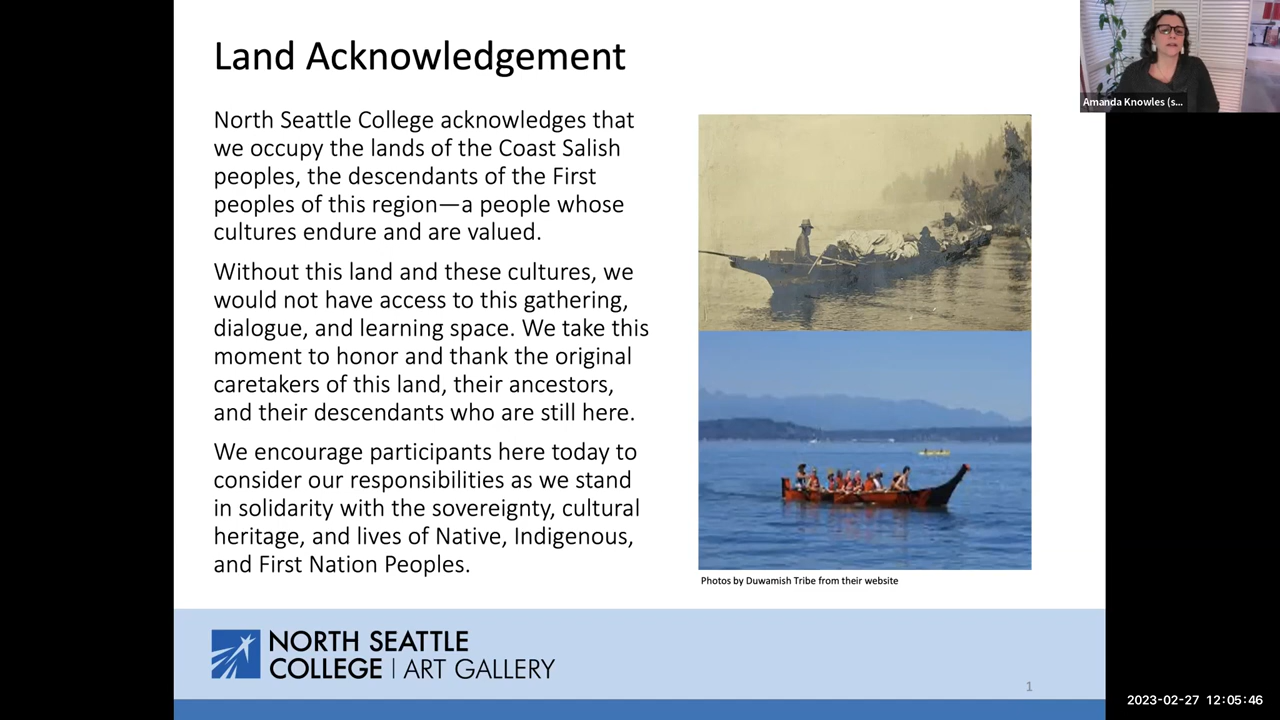 Land Acknowledgement
North Seattle College acknowledges that
we occupy the lands of the Coast Salish
peoples, the descendants of the First
peoples of this region—a people whose
cultures endure and are valued.
Without this land and these cultures, we
would not have access to this gathering,
dialogue, and learning space. We take this
moment to honor and thank the original
caretakers of this land, their ancestors,
and their descendants who are still here.
We encourage participants here today to
consider our responsibilities as we stand
in solidarity with the sovereignty, cultural
heritage, and lives of Native, Indigenous,
and First Nation Peoples.
Photos by Duwamish Tribe from their website
NORTH SEATTLE
COLLEGE | ART GALLERY
1
Amanda Knowles (s...
2023-02-27 12:05:46